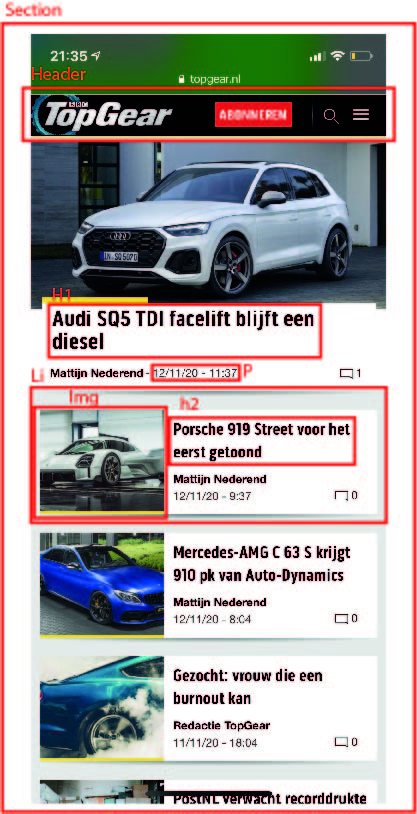 Section
21:35
Header
topgear.nl
TopGear
ABONNEREN
IN·SQ5070
H1
Audi SQ5 TDI facelift blijft een
diesel
Li
Mattijn Nederend - 12/11/20 - 11:37
P
1
Img
h2
Porsche 919 Street voor het
eerst getoond
Mattijn Nederend
12/11/20 - 9:37
0
Mercedes-AMG C 63 S krijgt
910 pk van Auto-Dynamics
Mattijn Nederend
12/11/20 - 8:04
0
Gezocht: vrouw die een
burnout kan
Redactie TopGear
11/11/20 - 18:04
0
PostNL verwacht recorddrukte